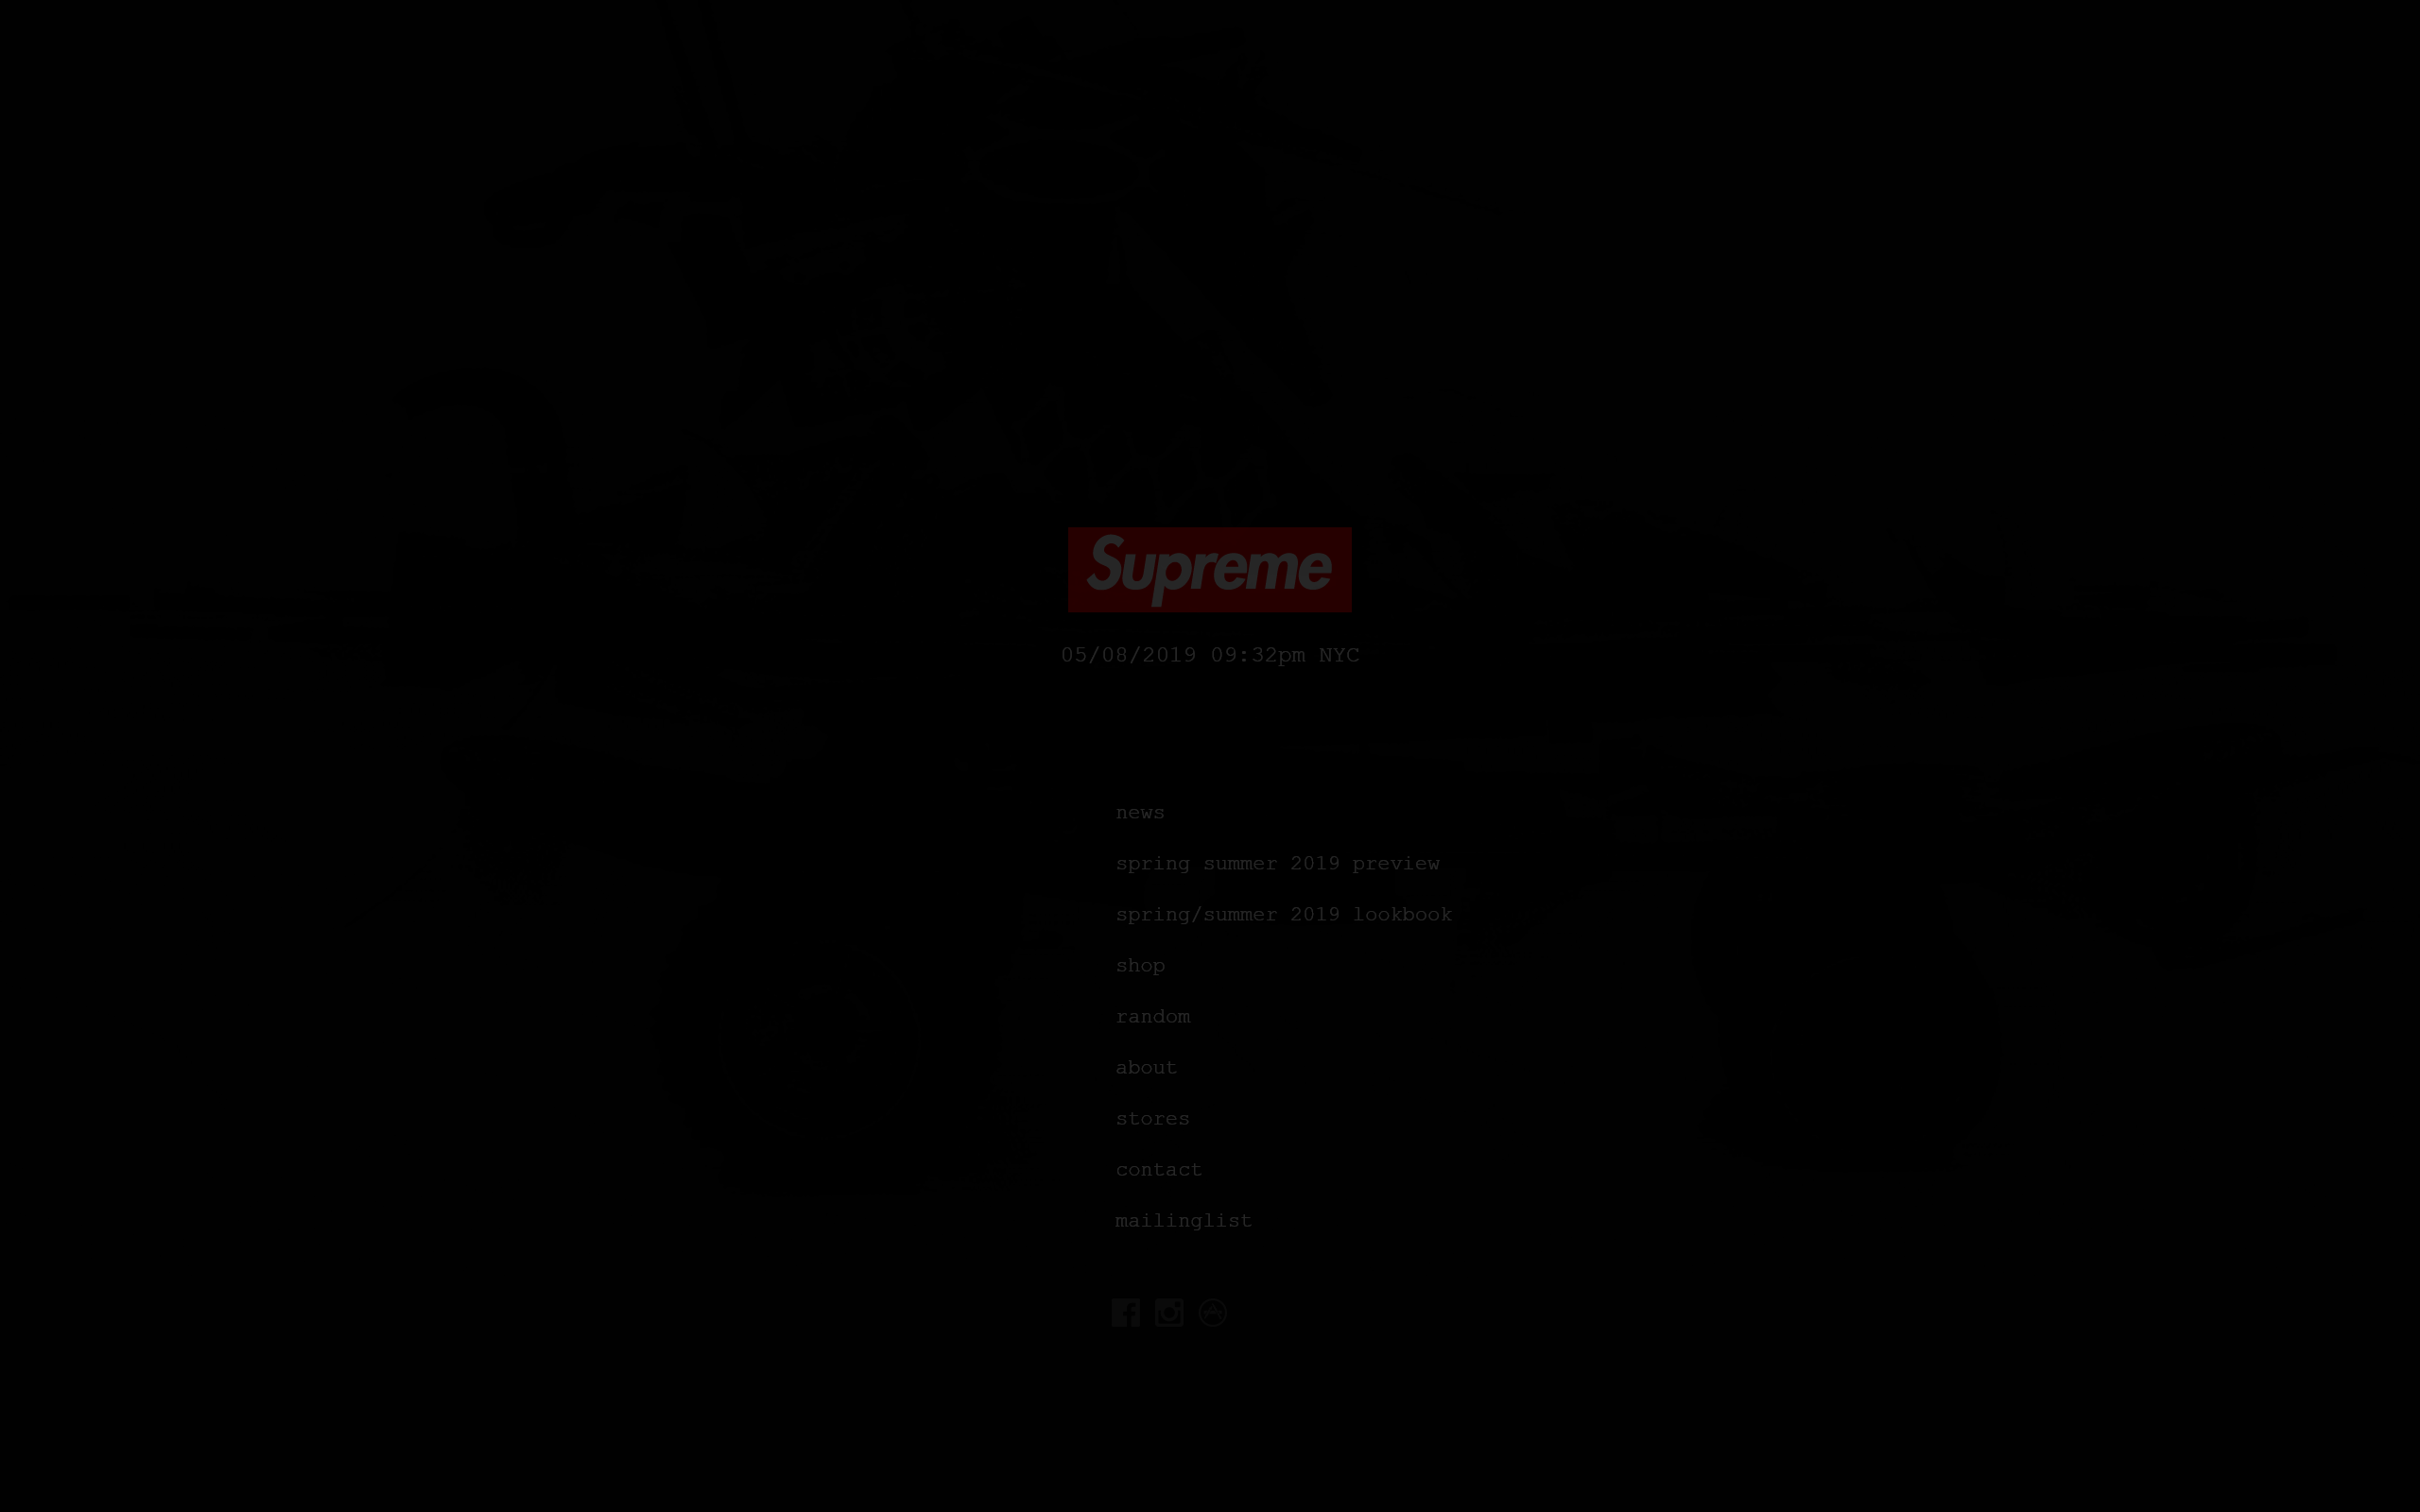 Supreme
05/08/2019 09:32pm NYC
news
spring summer 2019 preview
spring/summer 2019 lookbook
shop
random
about
stores
contact
mailinglist